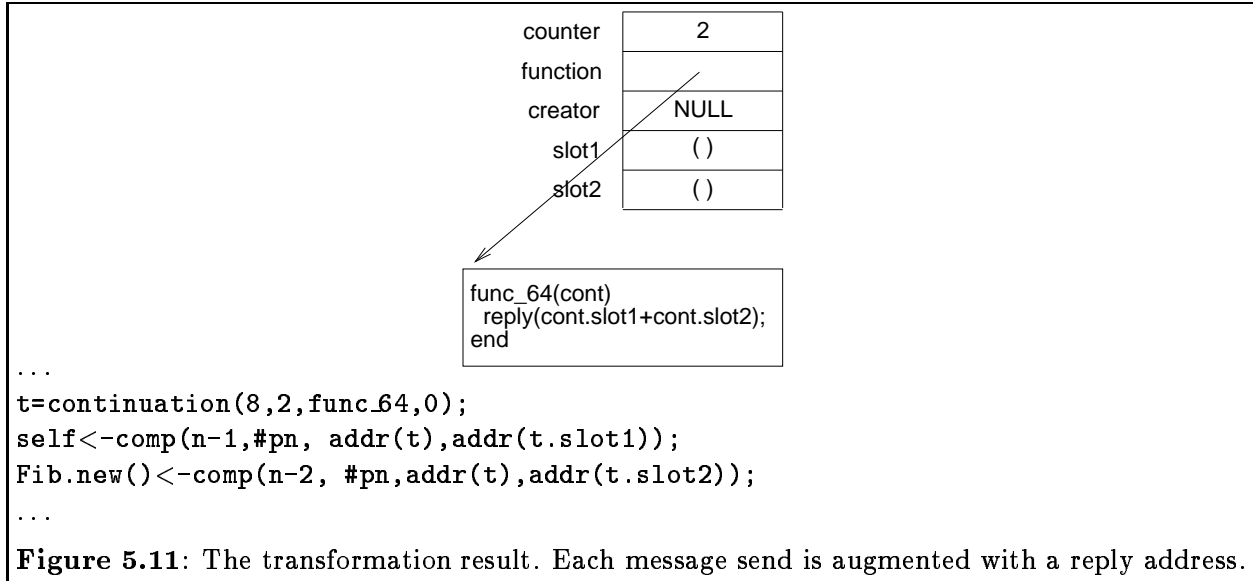 counter 2
function
creator NULL
slot1 ( )
slot2 ( )
func_64(cont)
reply(cont.slot1+cont.slot2);
end
...
t=continuation(8,2,func_64,0);
self<-comp(n-1,#pn, addr(t),addr(t.slot1));
Fib.new()<-comp(n-2, #pn,addr(t),addr(t.slot2));
...
Figure 5.11: The transformation result. Each message send is augmented with a reply address.